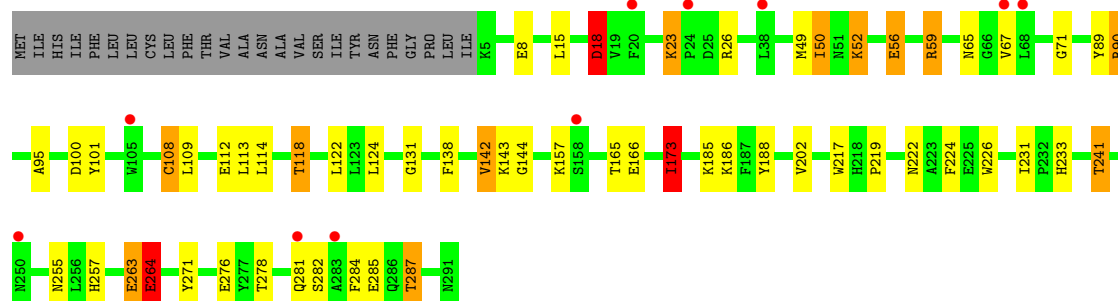 MET ILE HIS ILE PHE LEU LEU CYS LEU PHE THR VAL ALA ASN ALA VAL SER ILE TYR ASN PHE GLY PRO LEU ILE K5 E8 L15 D18 V19 F20 K23 P24 D25 R26 L38 M49 I50 N51 K52 E56 R59 N65 G66 V67 L68 G71 Y89 R90
A95 D100 Y101 W105 C108 L109 E112 L113 L114 T118 L122 L123 L124 G131 F138 V142 K143 G144 K157 S158 T165 E166 I173 K185 K186 F187 Y188 V202 W217 H218 P219 N222 A223 F224 E225 W226 I231 P232 H233 T241
N250 N255 L256 H257 E263 E264 Y271 E276 Y277 T278 Q281 S282 A283 F284 E285 Q286 T287 N291